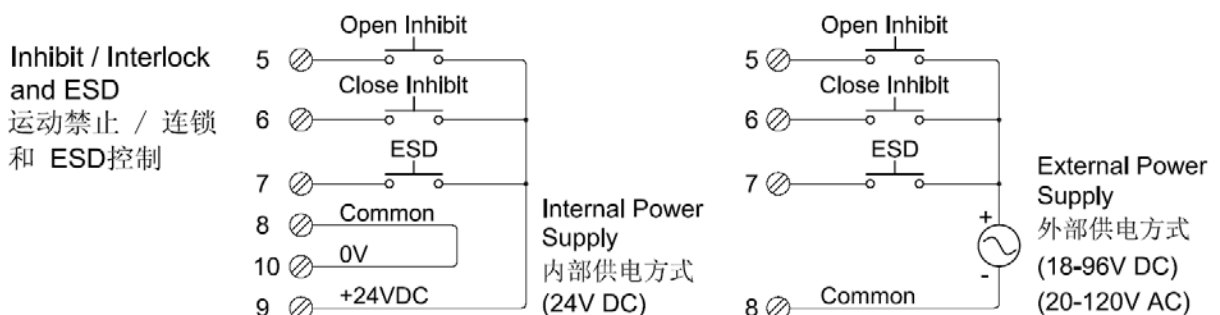 Inhibit / Interlock
and ESD
运动禁止 / 连锁
和 ESD控制
Open Inhibit
5
Close Inhibit
6
ESD
7
Common
8
0V
10
+24VDC
9
Internal Power
Supply
内部供电方式
(24V DC)
Open Inhibit
5
Close Inhibit
6
ESD
7
+
-
Common
8
External Power
Supply
外部供电方式
(18-96V DC)
(20-120V AC)